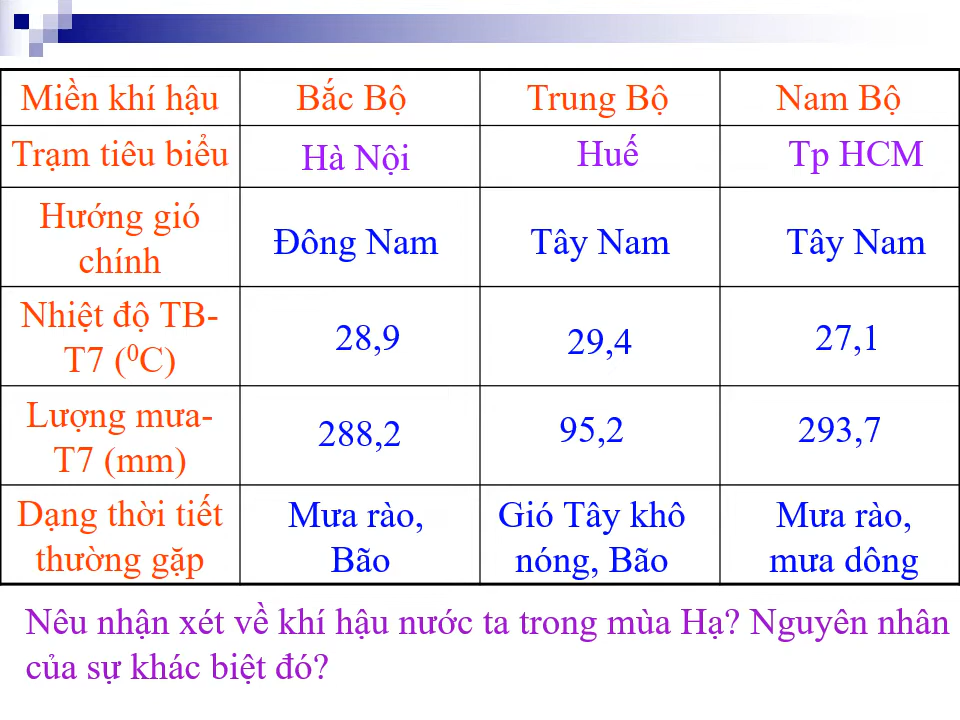 Miền khí hậu Bắc Bộ Trung Bộ Nam Bộ
Trạm tiêu biểu Hà Nội Huế Tp HCM
Hướng gió
chính
Đông Nam Tây Nam Tây Nam
Nhiệt độ TB-
T7 (⁰C)
28,9 29,4 27,1
Lượng mưa-
T7 (mm)
288,2 95,2 293,7
Dạng thời tiết
thường gặp
Mưa rào,
Bão
Gió Tây khô
nóng, Bão
Mưa rào,
mưa dông
Nêu nhận xét về khí hậu nước ta trong mùa Hạ? Nguyên nhân
của sự khác biệt đó?